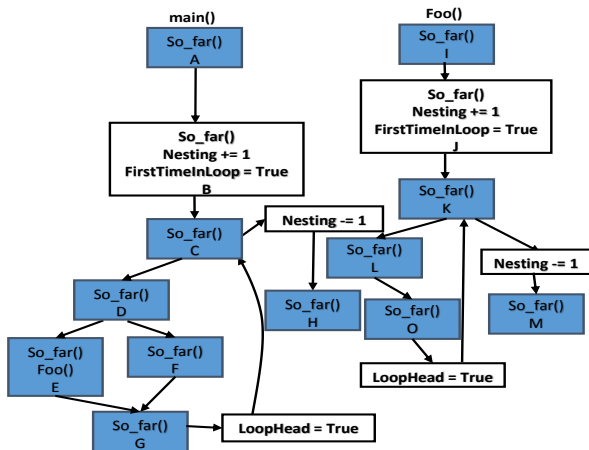 main()
So_far()
A
So_far()
Nesting += 1
FirstTimeInLoop = True
B
So_far()
C
Nesting -= 1
So_far()
D
So_far()
H
So_far()
Foo()
E
So_far()
F
So_far()
G
LoopHead = True
Foo()
So_far()
I
So_far()
Nesting += 1
FirstTimeInLoop = True
J
So_far()
K
So_far()
L
Nesting -= 1
So_far()
M
So_far()
O
LoopHead = True